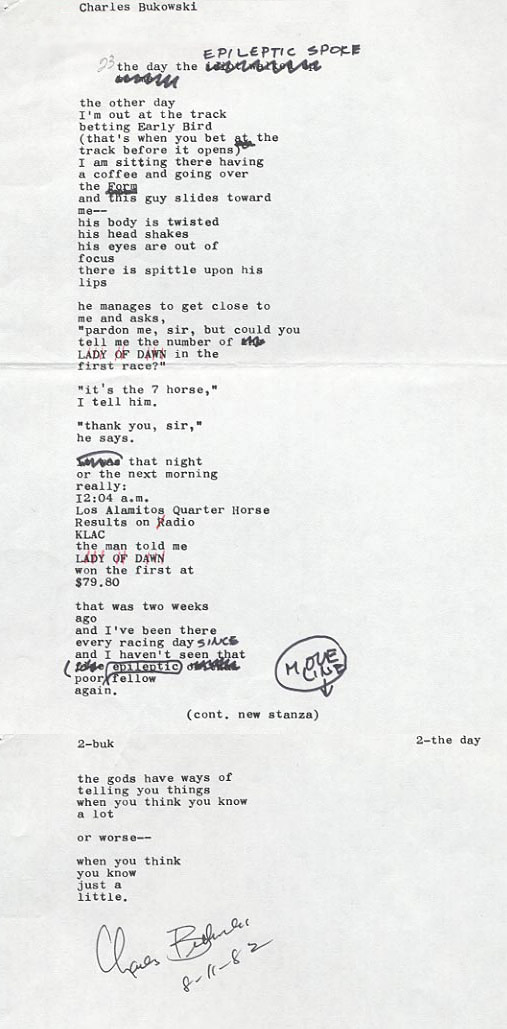 Charles Bukowski
EPILEPTIC SPOKE
23 the day the
the other day
I'm out at the track
betting Early Bird
(that's when you bet at the
track before it opens)
I am sitting there having
a coffee and going over
the Form
and this guy slides toward
me--
his body is twisted
his head shakes
his eyes are out of
focus
there is spittle upon his
lips
he manages to get close to
me and asks,
"pardon me, sir, but could you
tell me the number of
LADY OF DAWN in the
first race?"
"it's the 7 horse,"
I tell him.
"thank you, sir,"
he says.
that night
or the next morning
really:
12:04 a.m.
Los Alamitos Quarter Horse
Results on Radio
KLAC
the man told me
LADY OF DAWN
won the first at
$79.80
that was two weeks
ago
and I've been there
every racing day SINCE
and I haven't seen that
epileptic
poor fellow
again.
MOVE
LINE
(cont. new stanza)
2-buk 2-the day
the gods have ways of
telling you things
when you think you know
a lot
or worse--
when you think
you know
just a
little.
Charles Bukowski
8-11-82